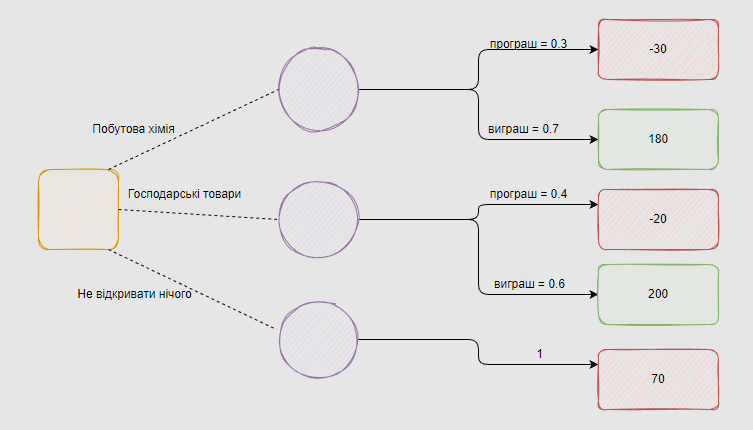 програш = 0.3
-30
Побутова хімія
виграш = 0.7
180
Господарські товари
програш = 0.4
-20
Не відкривати нічого
виграш = 0.6
200
1
70